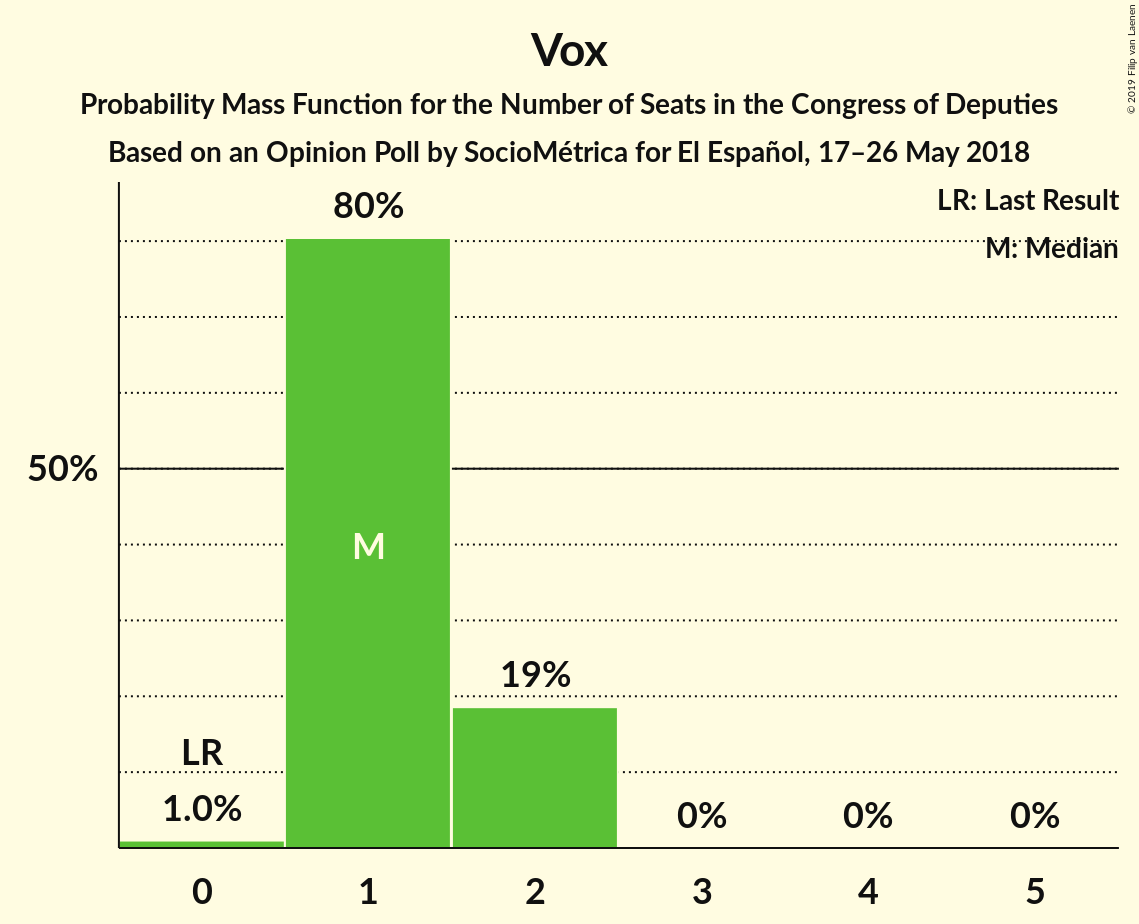 Vox
Probability Mass Function for the Number of Seats in the Congress of Deputies
Based on an Opinion Poll by SocioMétrica for El Español, 17–26 May 2018
© 2019 Filip van Laenen
LR: Last Result
M: Median
80%
50%
M
19%
LR
1.0%
0%
0%
0%
0
1
2
3
4
5